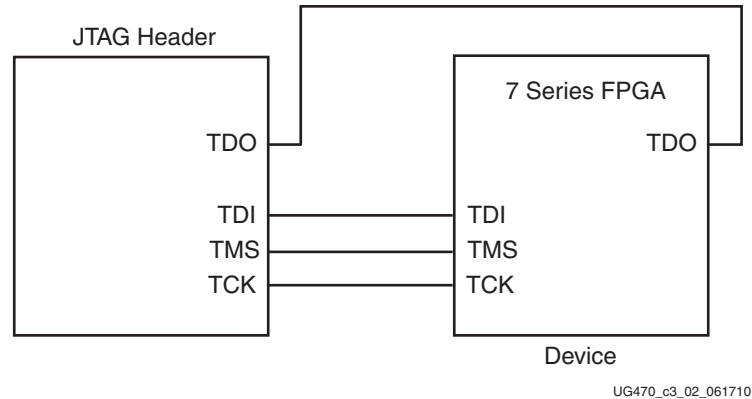 JTAG Header
7 Series FPGA
TDO
TDO
TDI
TDI
TMS
TMS
TCK
TCK
Device
UG470_c3_02_061710